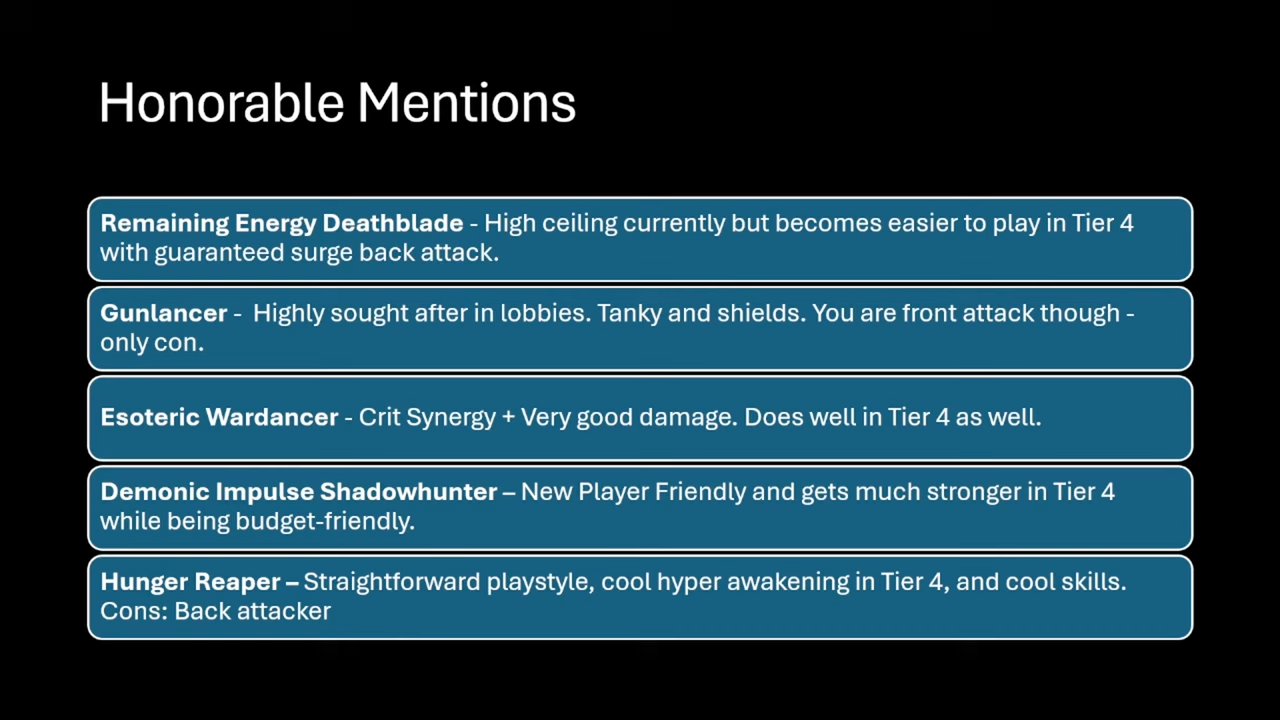 Honorable Mentions
Remaining Energy Deathblade - High ceiling currently but becomes easier to play in Tier 4
with guaranteed surge back attack.
Gunlancer -  Highly sought after in lobbies. Tanky and shields. You are front attack though -
only con.
Esoteric Wardancer - Crit Synergy + Very good damage. Does well in Tier 4 as well.
Demonic Impulse Shadowhunter – New Player Friendly and gets much stronger in Tier 4
while being budget-friendly.
Hunger Reaper – Straightforward playstyle, cool hyper awakening in Tier 4, and cool skills.
Cons: Back attacker